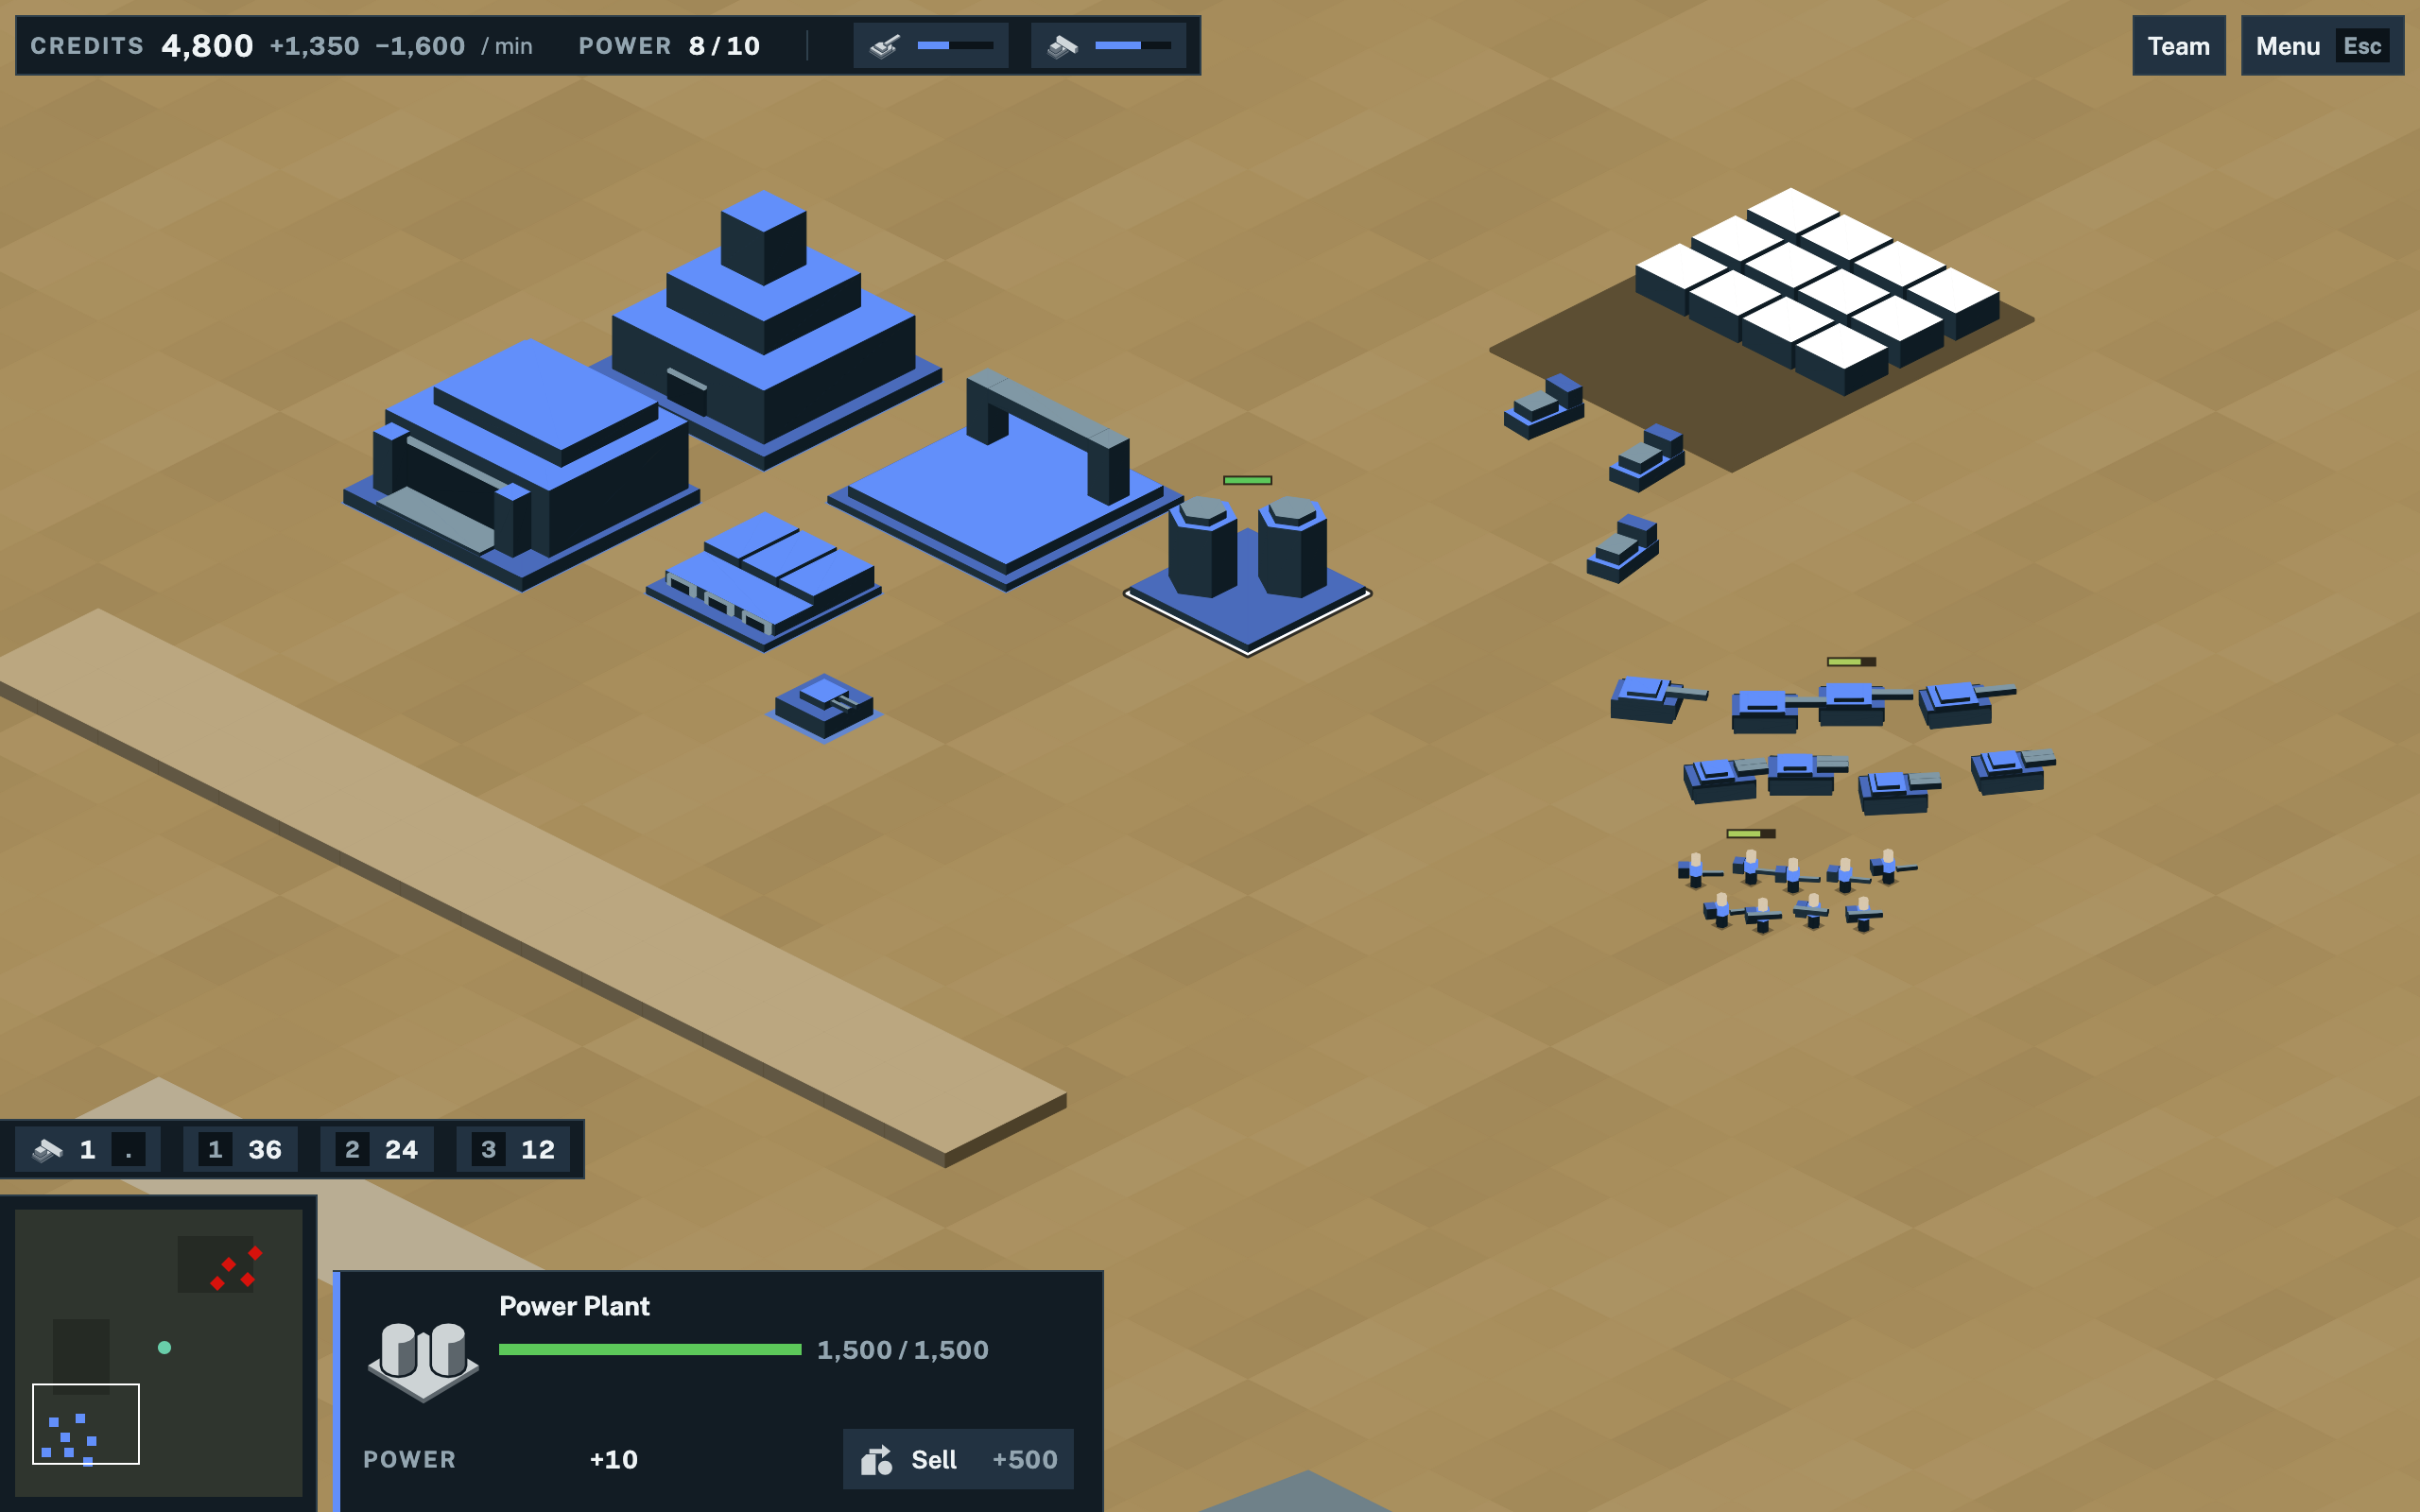 CREDITS 4,800 +1,350 −1,600 / min POWER 8 / 10
Team
Menu Esc
1 .
1 36
2 24
3 12
Power Plant
1,500 / 1,500
POWER +10
Sell +500